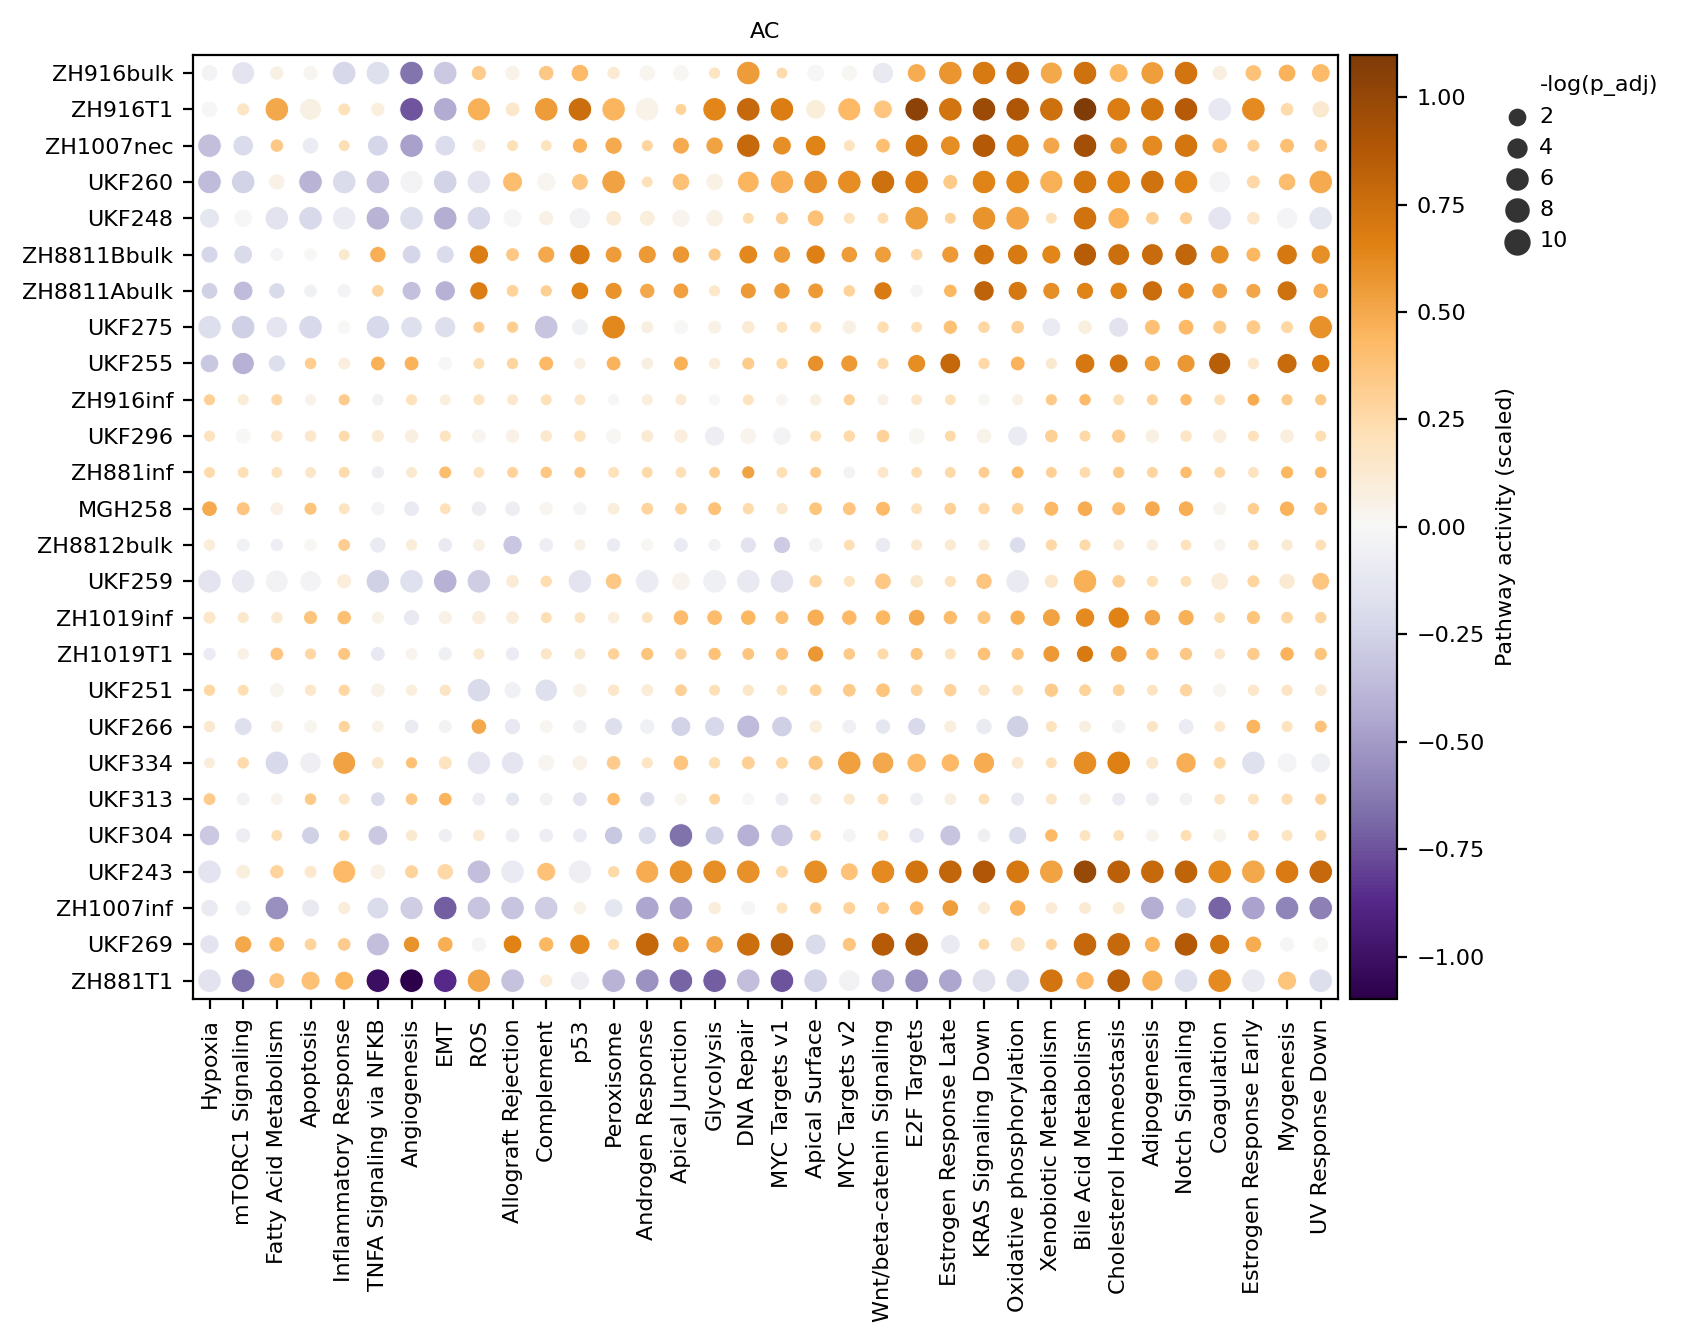 AC
ZH916bulk
ZH916T1
ZH1007nec
UKF260
UKF248
ZH8811Bbulk
ZH8811Abulk
UKF275
UKF255
ZH916inf
UKF296
ZH881inf
MGH258
ZH8812bulk
UKF259
ZH1019inf
ZH1019T1
UKF251
UKF266
UKF334
UKF313
UKF304
UKF243
ZH1007inf
UKF269
ZH881T1
Hypoxia
mTORC1 Signaling
Fatty Acid Metabolism
Apoptosis
Inflammatory Response
TNFA Signaling via NFKB
Angiogenesis
EMT
ROS
Allograft Rejection
Complement
p53
Peroxisome
Androgen Response
Apical Junction
Glycolysis
DNA Repair
MYC Targets v1
Apical Surface
MYC Targets v2
Wnt/beta-catenin Signaling
E2F Targets
Estrogen Response Late
KRAS Signaling Down
Oxidative phosphorylation
Xenobiotic Metabolism
Bile Acid Metabolism
Cholesterol Homeostasis
Adipogenesis
Notch Signaling
Coagulation
Estrogen Response Early
Myogenesis
UV Response Down
1.00
0.75
0.50
0.25
0.00
−0.25
−0.50
−0.75
−1.00
Pathway activity (scaled)
-log(p_adj)
2
4
6
8
10